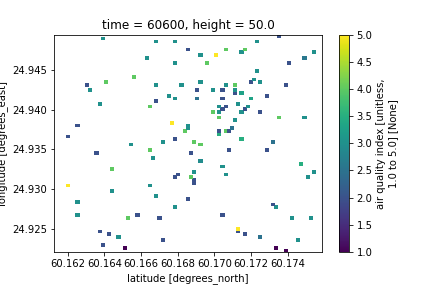 time = 60600, height = 50.0
24.945
24.940
24.935
24.930
24.925
longitude [degrees_east]
60.162 60.164 60.166 60.168 60.170 60.172 60.174
latitude [degrees_north]
5.0
4.5
4.0
3.5
3.0
2.5
2.0
1.5
1.0
air quality index [unitless,
1.0 to 5.0] [None]